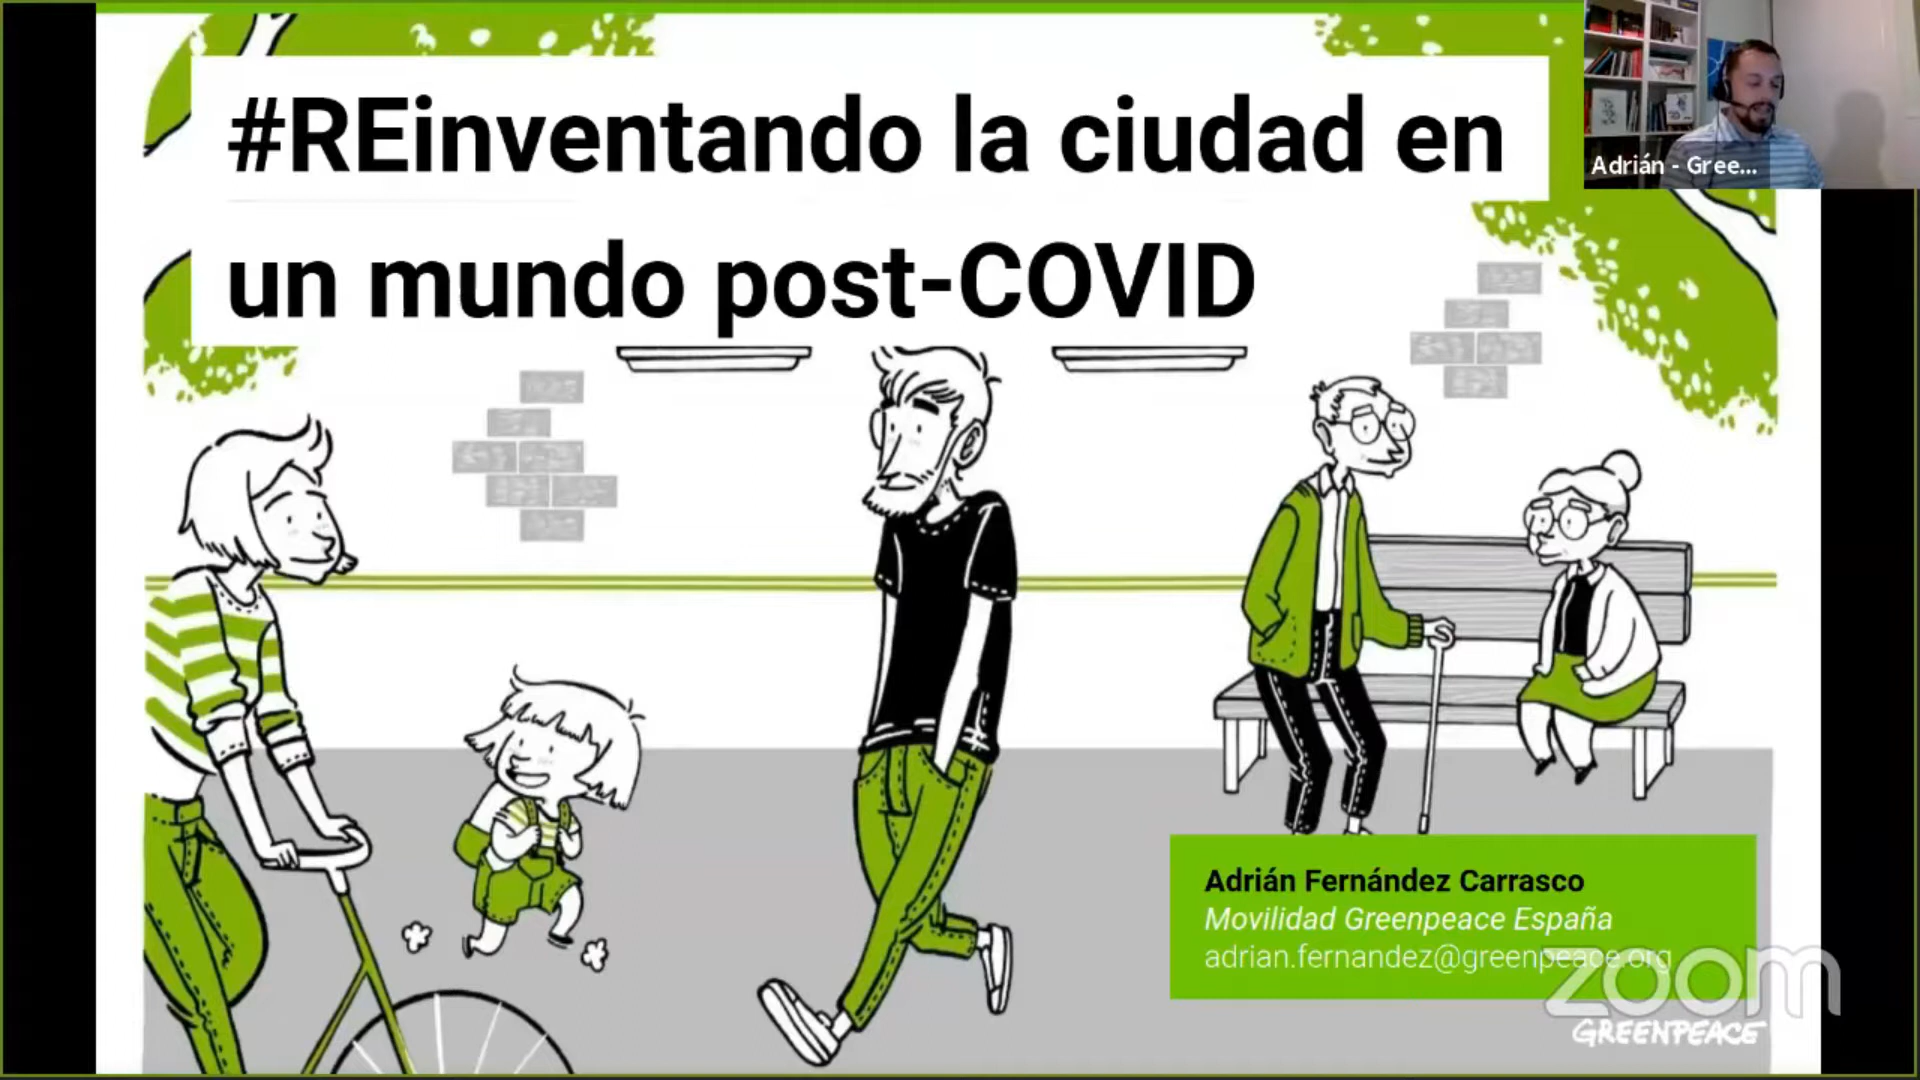 #REinventando la ciudad en
un mundo post-COVID
Adrián - Gree...
Adrián Fernández Carrasco
Movilidad Greenpeace España
adrian.fernandez@greenpeace.org
zoom
GREENPEACE